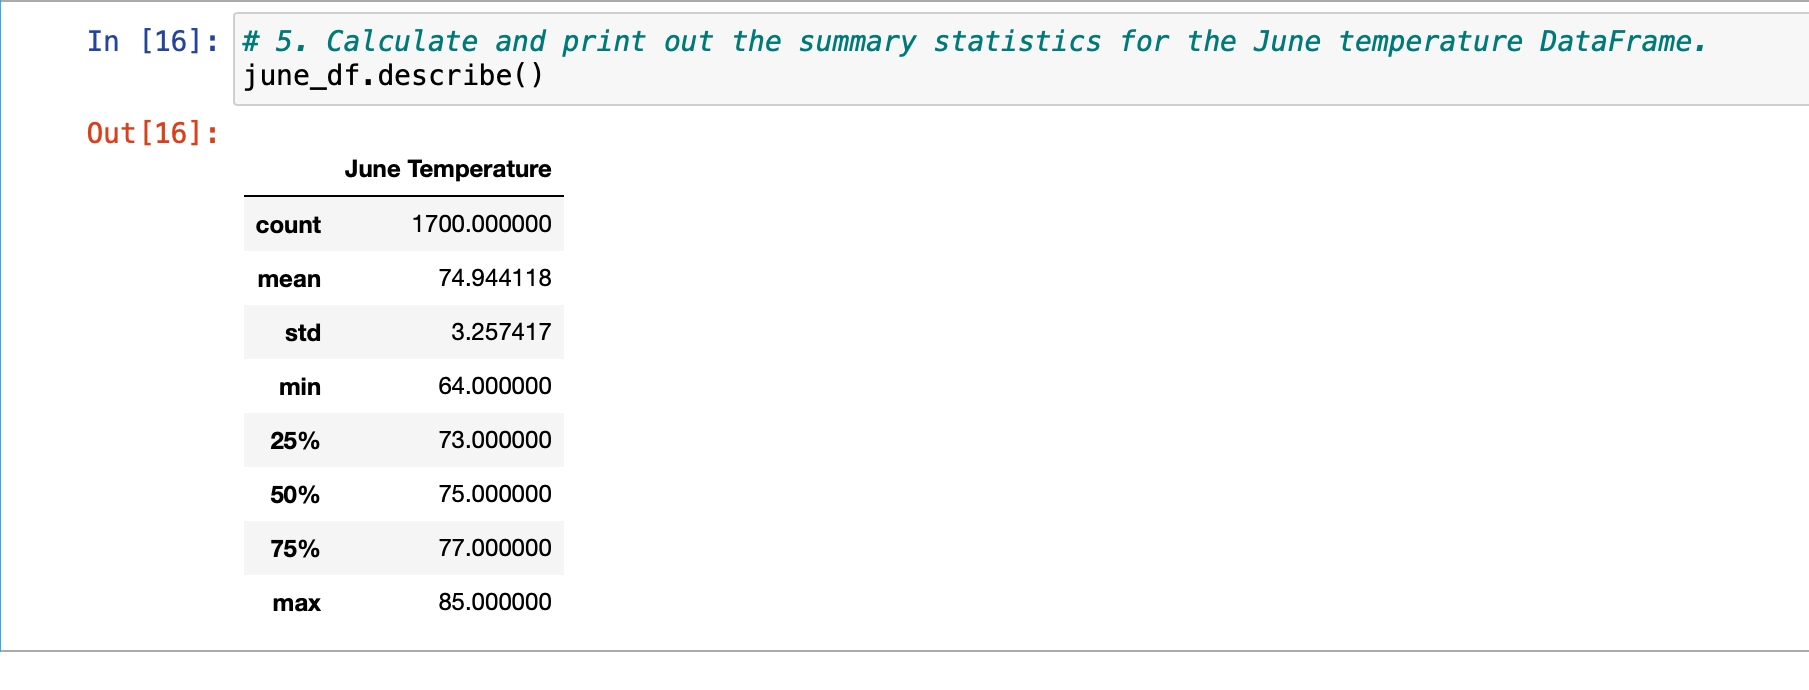 In [16]: # 5. Calculate and print out the summary statistics for the June temperature DataFrame.
june_df.describe()
Out[16]:
June Temperature
count 1700.000000
mean 74.944118
std 3.257417
min 64.000000
25% 73.000000
50% 75.000000
75% 77.000000
max 85.000000